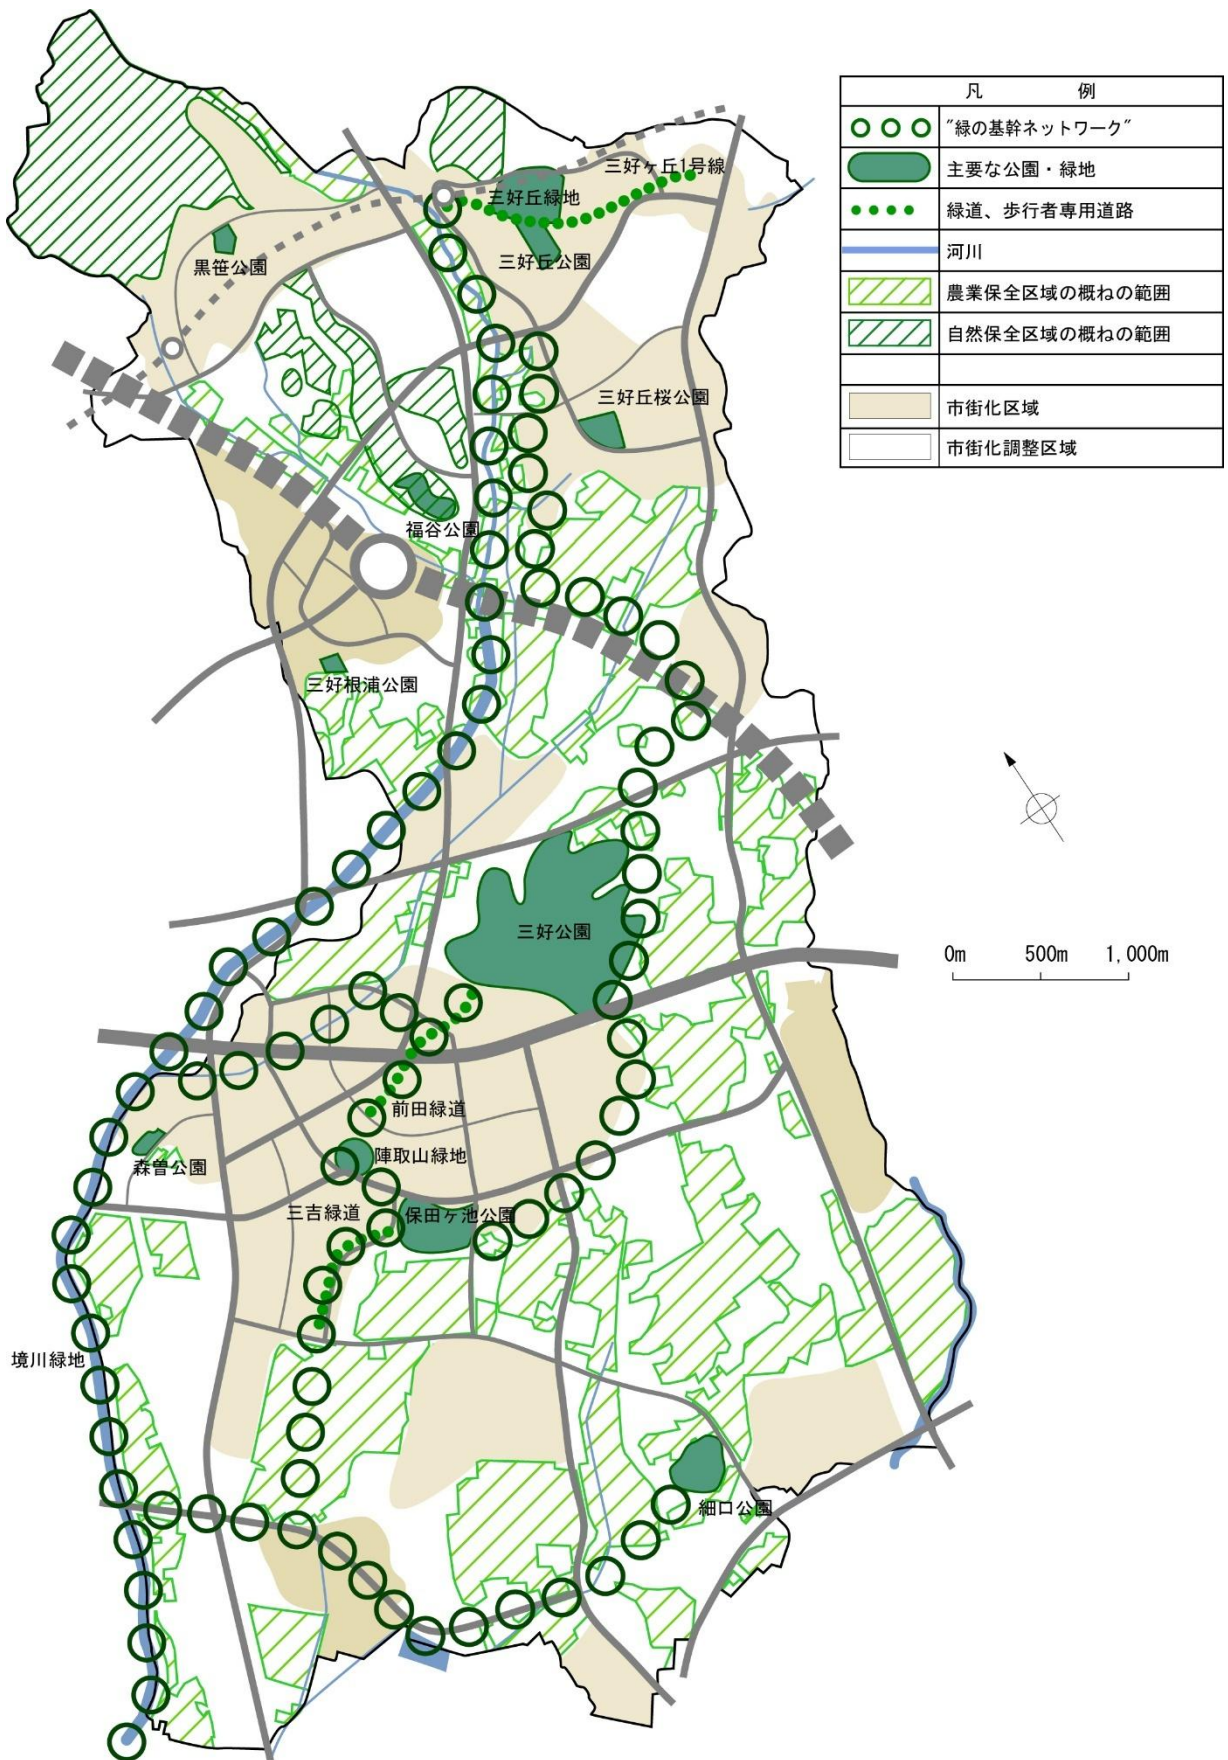 凡 例
"緑の基幹ネットワーク"
主要な公園・緑地
緑道、歩行者専用道路
河川
農業保全区域の概ねの範囲
自然保全区域の概ねの範囲
市街化区域
市街化調整区域
三好ヶ丘1号線
三好丘緑地
三好丘公園
黒笹公園
三好丘桜公園
福谷公園
三好根浦公園
三好公園
0m 500m 1,000m
前田緑道
陣取山緑地
森曽公園
三吉緑道
保田ヶ池公園
境川緑地
細口公園